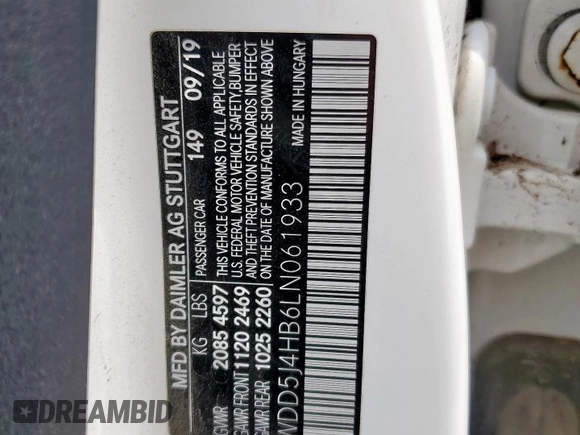 MFD BY DAIMLER AG STUTTGART
KG LBS PASSENGER CAR 149 09/19
GVWR 2085 4597 THIS VEHICLE CONFORMS TO ALL APPLICABLE
GAWR FRONT 1120 2469 U.S. FEDERAL MOTOR VEHICLE SAFETY, BUMPER
GAWR REAR 1025 2260 AND THEFT PREVENTION STANDARDS IN EFFECT
ON THE DATE OF MANUFACTURE SHOWN ABOVE
MADE IN HUNGARY
WDD5J4HB6LN061933
DREAMBID